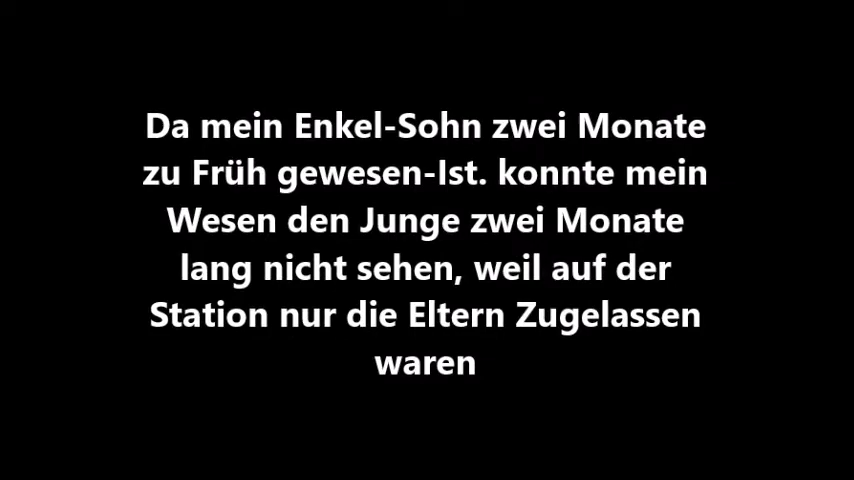 Da mein Enkel-Sohn zwei Monate
zu Früh gewesen-Ist. konnte mein
Wesen den Junge zwei Monate
lang nicht sehen, weil auf der
Station nur die Eltern Zugelassen
waren